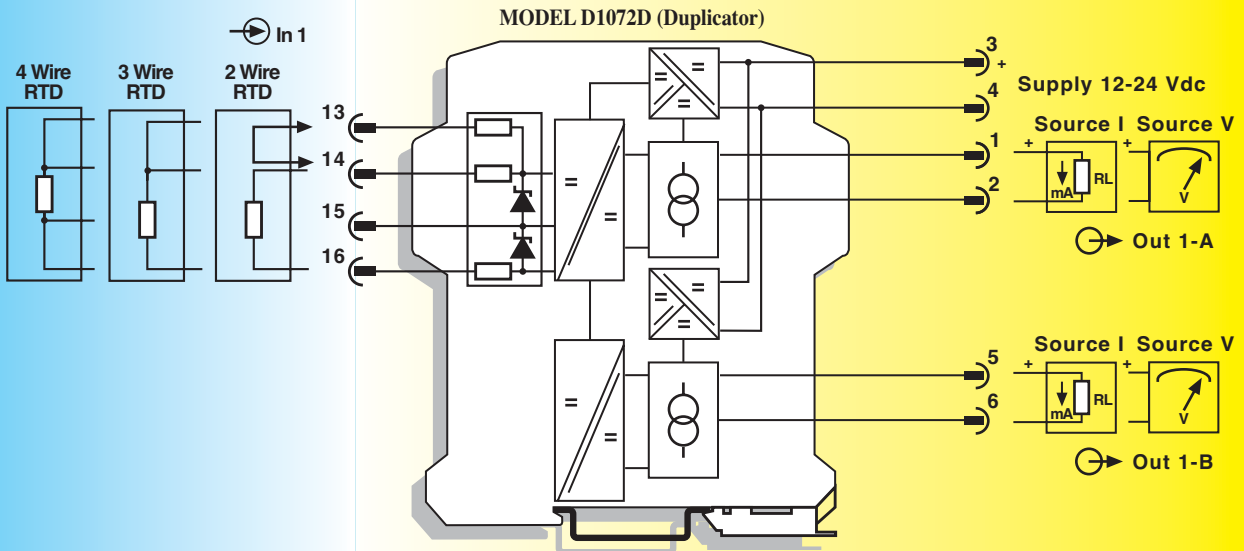 MODEL D1072D (Duplicator)
In 1
4 Wire
RTD
3 Wire
RTD
2 Wire
RTD
13
14
15
16
3
+
4
Supply 12-24 Vdc
1
2
Source I
Source V
+
+
mA
RL
V
Out 1-A
5
6
Source I
Source V
+
+
mA
RL
V
Out 1-B